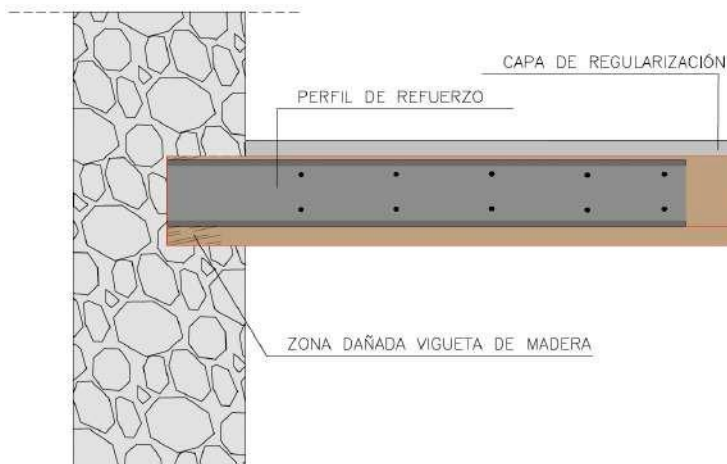 CAPA DE REGULARIZACIÓN
PERFIL DE REFUERZO
ZONA DAÑADA VIGUETA DE MADERA